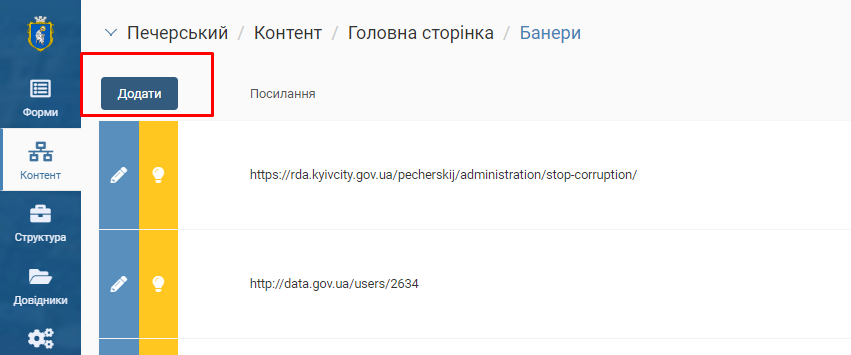 Печерський / Контент / Головна сторінка / Банери
Додати
Посилання
Форми
https://rda.kyivcity.gov.ua/pecherskij/administration/stop-corruption/
Контент
Структура
http://data.gov.ua/users/2634
Довідники